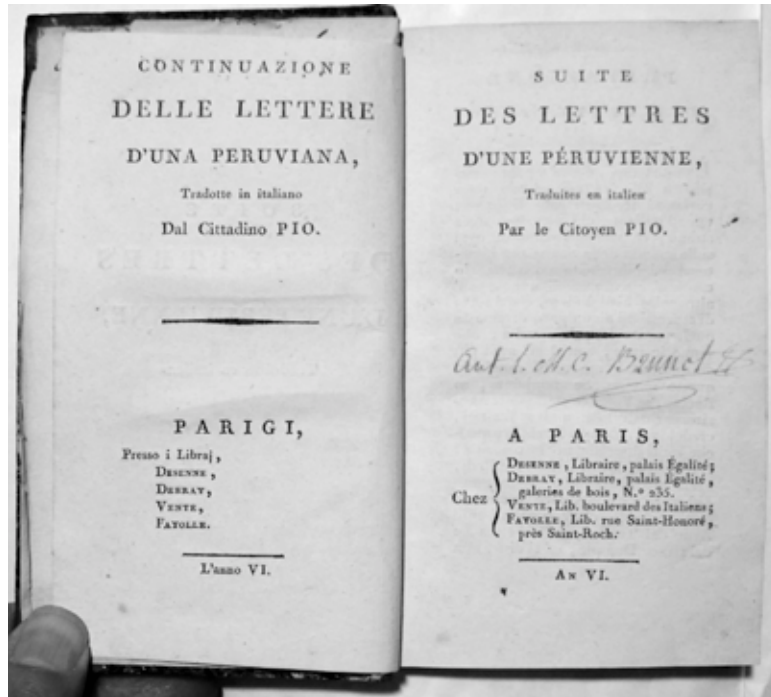 CONTINUAZIONE
DELLE LETTERE
D'UNA PERUVIANA,
Tradotte in italiano
Dal Cittadino PIO.
PARIGI,
Presso i Libraj,
DESENNE,
DEBRAY,
VENTE,
FAYOLLE.
L'anno VI.
SUITE
DES LETTRES
D'UNE PÉRUVIENNE,
Traduites en italien
Par le Citoyen PIO.
A PARIS,
Chez
DESENNE, Libraire, palais Égalité;
DEBRAY, Libraire, palais Égalité,
galeries de bois, N.º 235.
VENTE, Lib. boulevard des Italiens;
FAYOLLE, Lib. rue Saint-Honoré,
près Saint-Roch.
AN VI.